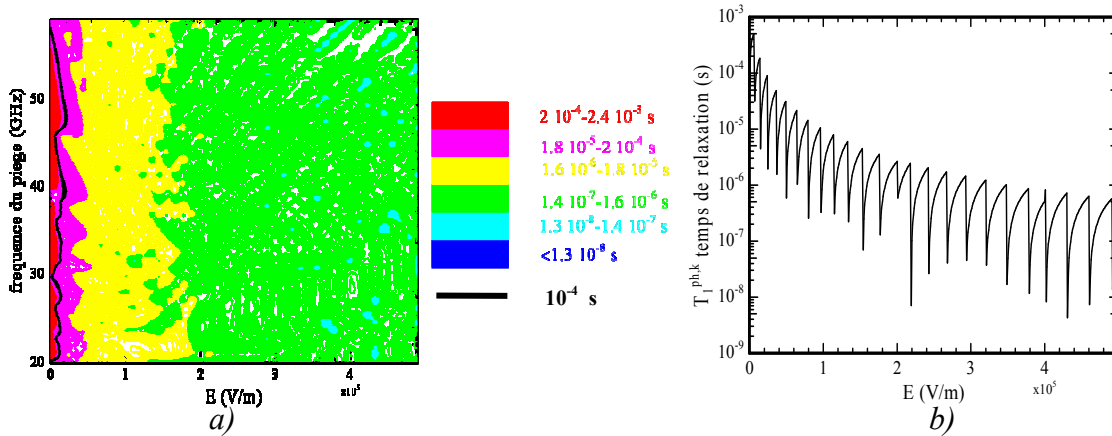 frequence du piege (GHz)
50
40
30
20
0
1
2
3
4
×10⁵
E (V/m)
a)
2 10⁻⁴-2,4 10⁻³ s
1,8 10⁻⁵-2 10⁻⁴ s
1,6 10⁻⁶-1,8 10⁻⁵ s
1,4 10⁻⁷-1,6 10⁻⁶ s
1,3 10⁻⁸-1,4 10⁻⁷ s
<1,3 10⁻⁸ s
10⁻⁴ s
T₁ᵖʰ,ᵏ temps de relaxation (s)
10⁻³
10⁻⁴
10⁻⁵
10⁻⁶
10⁻⁷
10⁻⁸
10⁻⁹
0
1
2
3
4
×10⁵
E (V/m)
b)